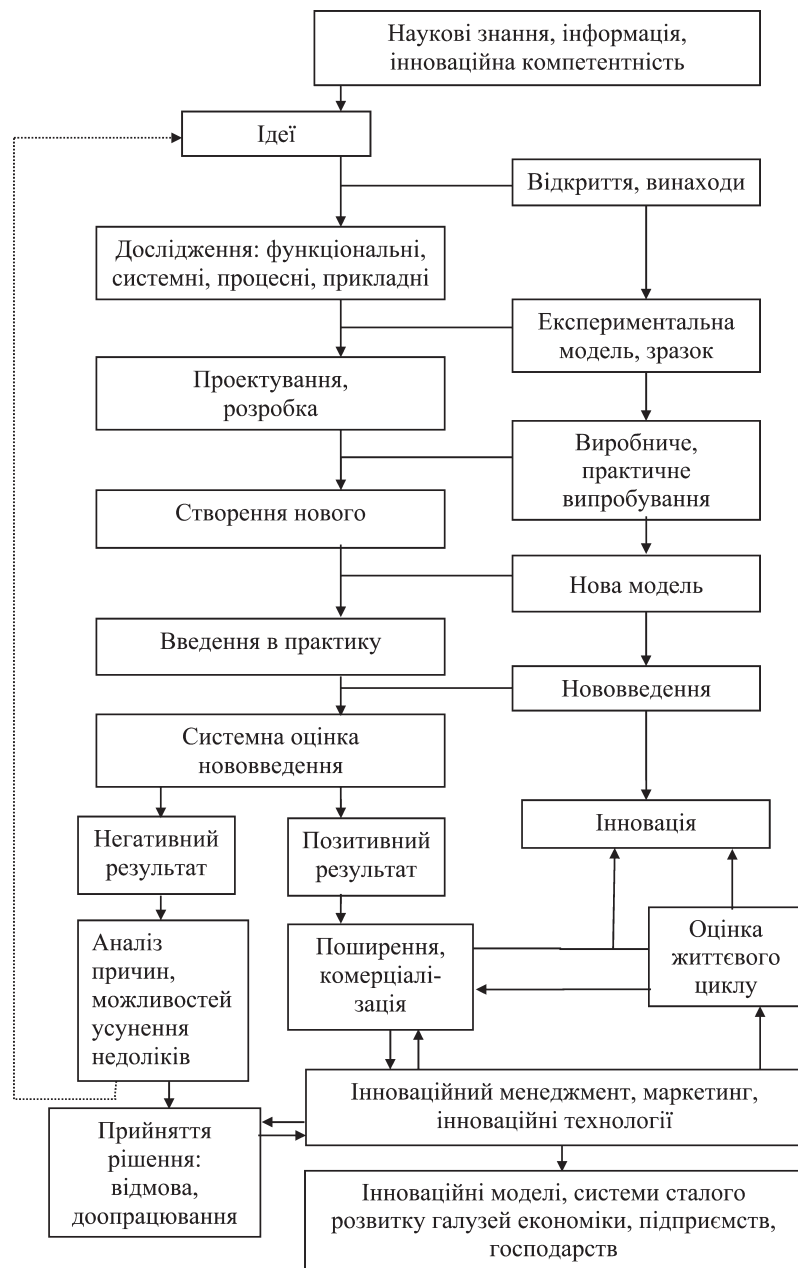 Наукові знання, інформація,
інноваційна компетентність
Ідеї
Відкриття, винаходи
Дослідження: функціональні,
системні, процесні, прикладні
Експериментальна
модель, зразок
Проектування,
розробка
Виробниче,
практичне
випробування
Створення нового
Нова модель
Введення в практику
Нововведення
Системна оцінка
нововведення
Інновація
Негативний
результат
Позитивний
результат
Аналіз
причин,
можливостей
усунення
недоліків
Поширення,
комерціалі-
зація
Оцінка
життєвого
циклу
Інноваційний менеджмент, маркетинг,
інноваційні технології
Прийняття
рішення:
відмова,
доопрацювання
Інноваційні моделі, системи сталого
розвитку галузей економіки, підприємств,
господарств